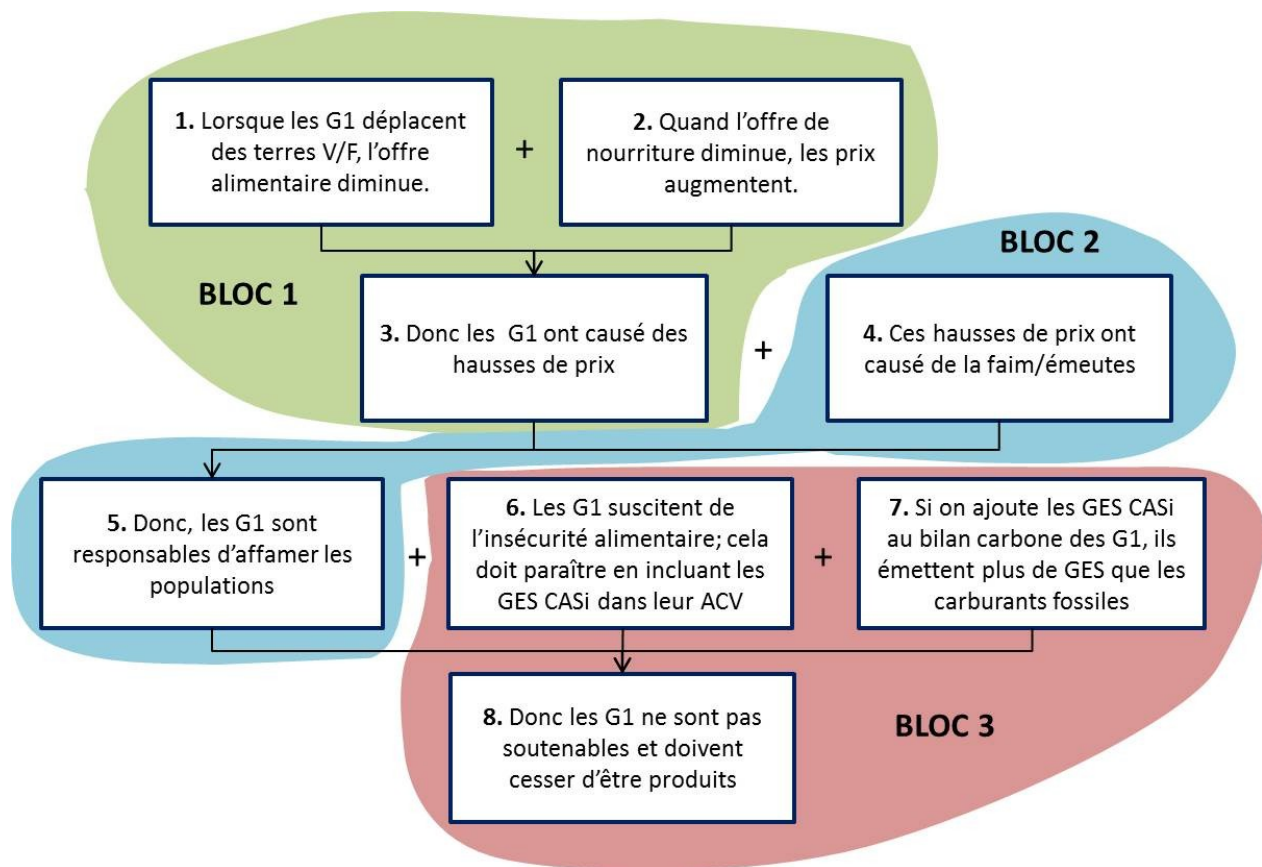 1. Lorsque les G1 déplacent
des terres V/F, l'offre
alimentaire diminue.
+
2. Quand l'offre de
nourriture diminue, les prix
augmentent.
BLOC 1
BLOC 2
3. Donc les G1 ont causé des
hausses de prix
+
4. Ces hausses de prix ont
causé de la faim/émeutes
5. Donc, les G1 sont
responsables d'affamer les
populations
+
6. Les G1 suscitent de
l'insécurité alimentaire; cela
doit paraître en incluant les
GES CASi dans leur ACV
+
7. Si on ajoute les GES CASi
au bilan carbone des G1, ils
émettent plus de GES que les
carburants fossiles
8. Donc les G1 ne sont pas
soutenables et doivent
cesser d'être produits
BLOC 3